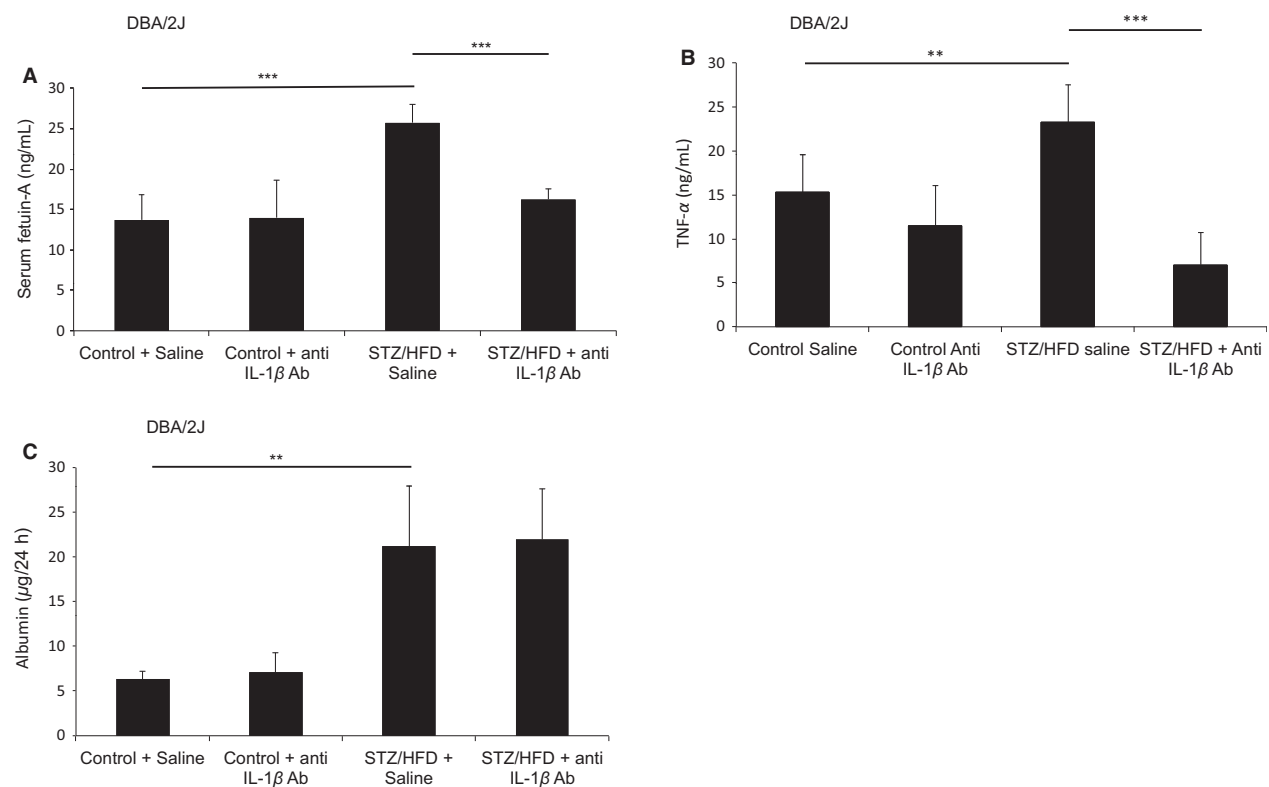 DBA/2J
A
***
***
Serum fetuin-A (ng/mL)
30
25
20
15
10
5
0
Control + Saline
Control + anti
IL-1β Ab
STZ/HFD +
Saline
STZ/HFD + anti
IL-1β Ab
DBA/2J
B
**
***
TNF-α (ng/mL)
30
25
20
15
10
5
0
Control Saline
Control Anti
IL-1β Ab
STZ/HFD saline
STZ/HFD + Anti
IL-1β Ab
DBA/2J
C
**
Albumin (µg/24 h)
30
25
20
15
10
5
0
Control + Saline
Control + anti
IL-1β Ab
STZ/HFD +
Saline
STZ/HFD + anti
IL-1β Ab